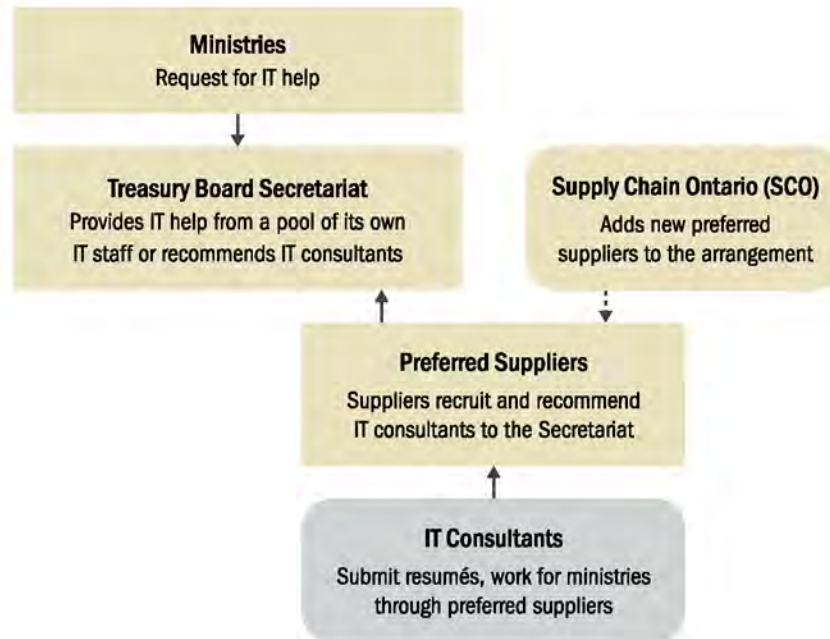 Ministries
Request for IT help
Treasury Board Secretariat
Provides IT help from a pool of its own
IT staff or recommends IT consultants
Supply Chain Ontario (SCO)
Adds new preferred
suppliers to the arrangement
Preferred Suppliers
Suppliers recruit and recommend
IT consultants to the Secretariat
IT Consultants
Submit resumés, work for ministries
through preferred suppliers